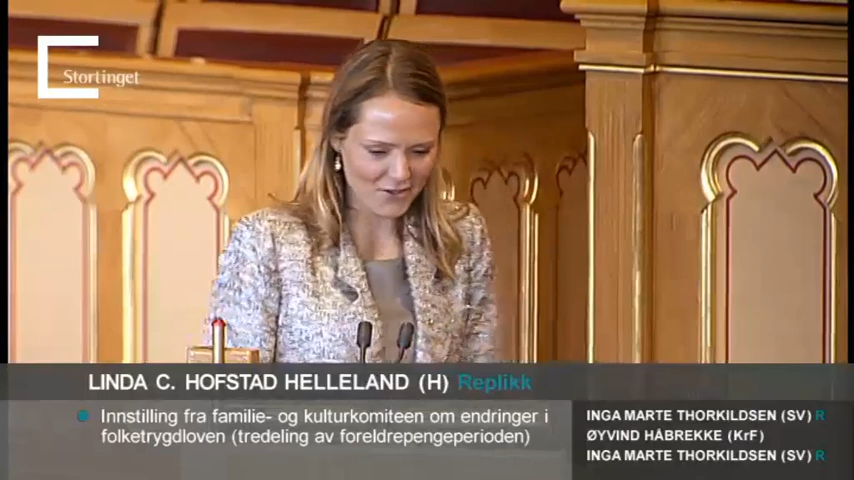 Stortinget
LINDA C. HOFSTAD HELLELAND (H) Replikk
Innstilling fra familie- og kulturkomiteen om endringer i
folketrygdloven (tredeling av foreldrepengeperioden)
INGA MARTE THORKILDSEN (SV) R
ØYVIND HÅBREKKE (KrF)
INGA MARTE THORKILDSEN (SV) R